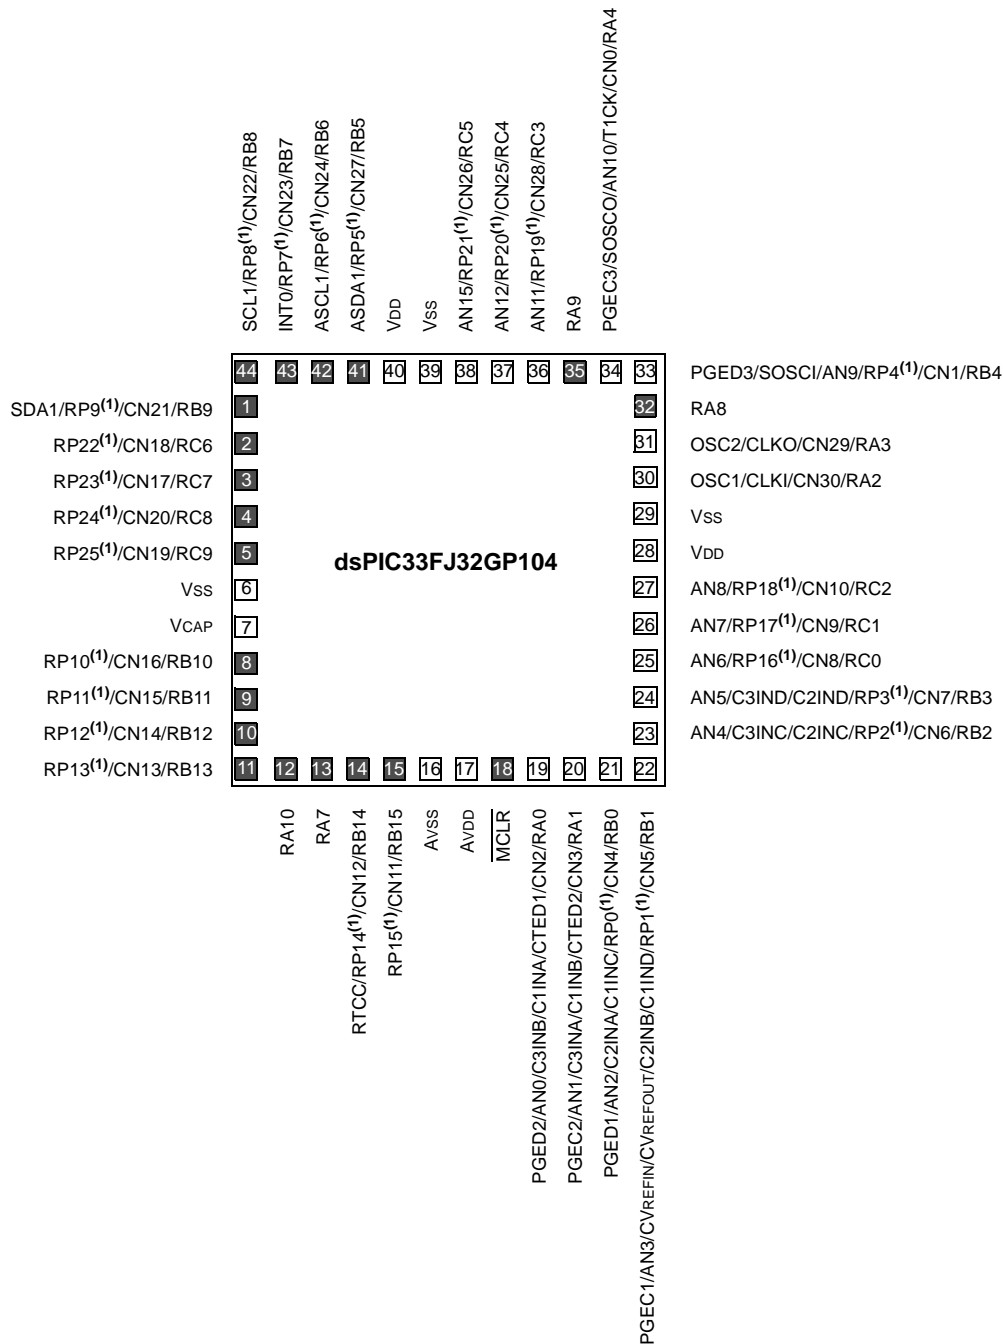 SCL1/RP8(1)/CN22/RB8
INT0/RP7(1)/CN23/RB7
ASCL1/RP6(1)/CN24/RB6
ASDA1/RP5(1)/CN27/RB5
VDD
VSS
AN15/RP21(1)/CN26/RC5
AN12/RP20(1)/CN25/RC4
AN11/RP19(1)/CN28/RC3
RA9
PGEC3/SOSCO/AN10/T1CK/CN0/RA4
44 43 42 41 40 39 38 37 36 35 34 33 PGED3/SOSCI/AN9/RP4(1)/CN1/RB4
SDA1/RP9(1)/CN21/RB9 1 32 RA8
RP22(1)/CN18/RC6 2 31 OSC2/CLKO/CN29/RA3
RP23(1)/CN17/RC7 3 30 OSC1/CLKI/CN30/RA2
RP24(1)/CN20/RC8 4 29 VSS
RP25(1)/CN19/RC9 5 28 VDD
dsPIC33FJ32GP104
VSS 6 27 AN8/RP18(1)/CN10/RC2
VCAP 7 26 AN7/RP17(1)/CN9/RC1
RP10(1)/CN16/RB10 8 25 AN6/RP16(1)/CN8/RC0
RP11(1)/CN15/RB11 9 24 AN5/C3IND/C2IND/RP3(1)/CN7/RB3
RP12(1)/CN14/RB12 10 23 AN4/C3INC/C2INC/RP2(1)/CN6/RB2
RP13(1)/CN13/RB13 11 12 13 14 15 16 17 18 19 20 21 22
RA10
RA7
RTCC/RP14(1)/CN12/RB14
RP15(1)/CN11/RB15
AVSS
AVDD
MCLR
PGED2/AN0/C3INB/C1INA/CTED1/CN2/RA0
PGEC2/AN1/C3INA/C1INB/CTED2/CN3/RA1
PGED1/AN2/C2INA/C1INC/RP0(1)/CN4/RB0
PGEC1/AN3/CVREFIN/CVREFOUT/C2INB/C1IND/RP1(1)/CN5/RB1